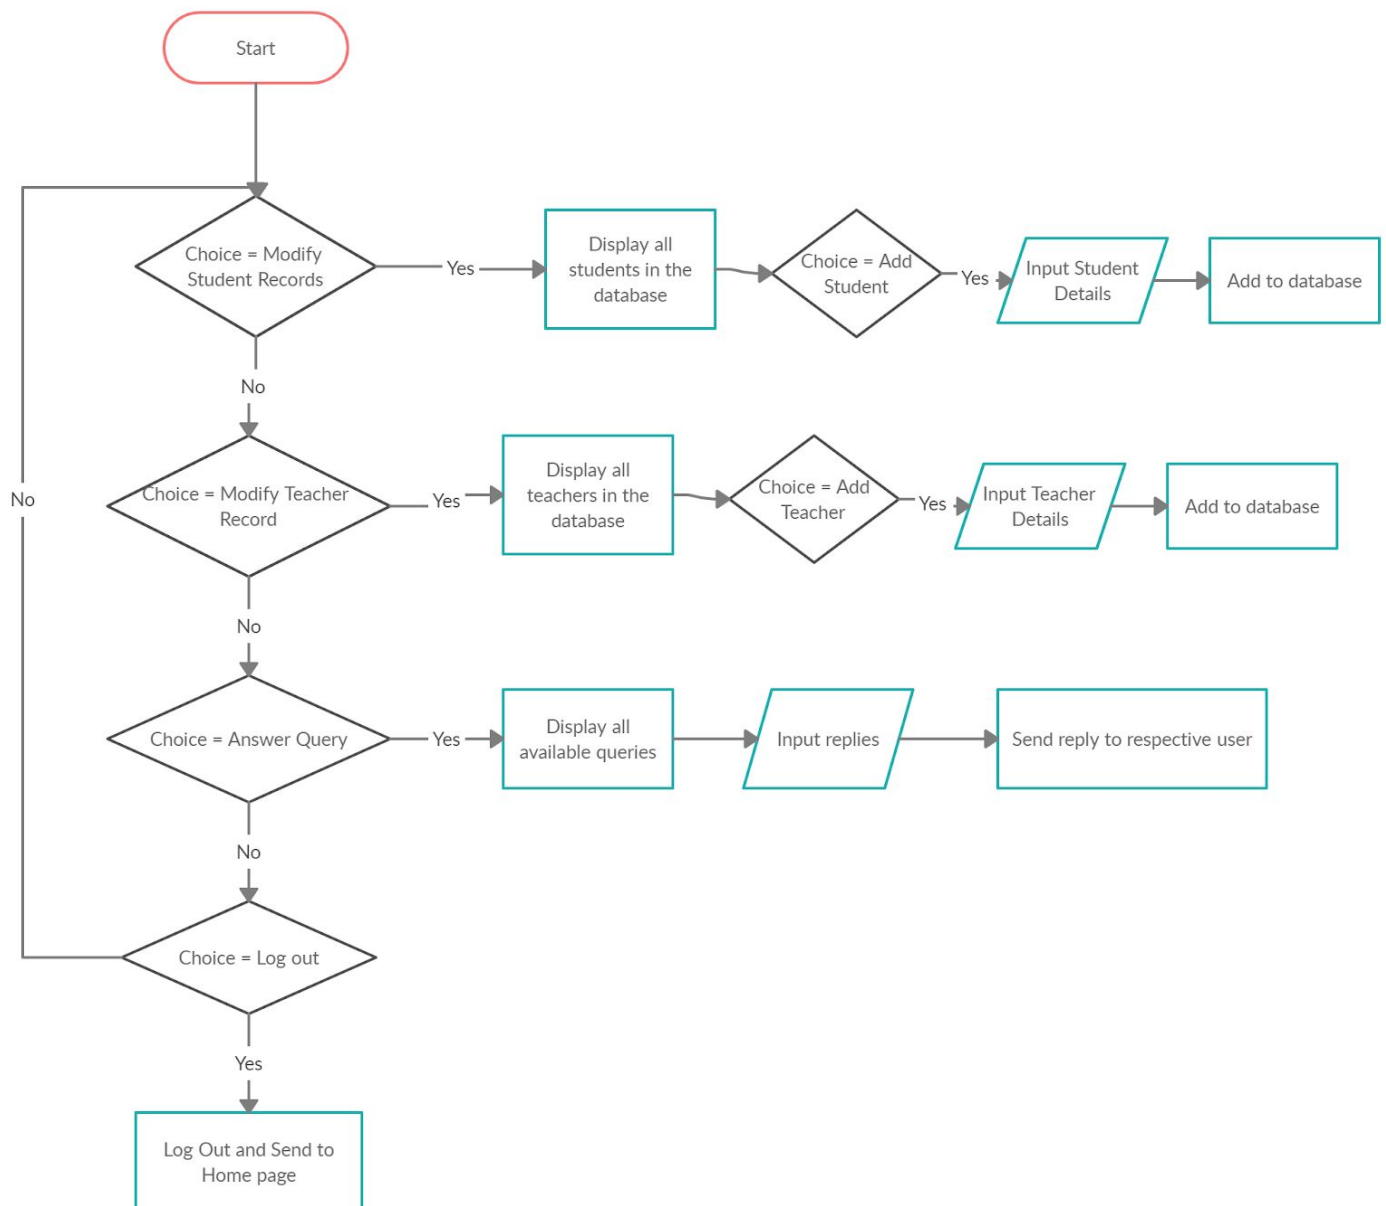 Start
Choice = Modify
Student Records
Yes
Display all
students in the
database
Choice = Add
Student
Yes
Input Student
Details
Add to database
No
Choice = Modify Teacher
Record
Yes
Display all
teachers in the
database
Choice = Add
Teacher
Yes
Input Teacher
Details
Add to database
No
No
Choice = Answer Query
Yes
Display all
available queries
Input replies
Send reply to respective user
No
Choice = Log out
Yes
Log Out and Send to
Home page